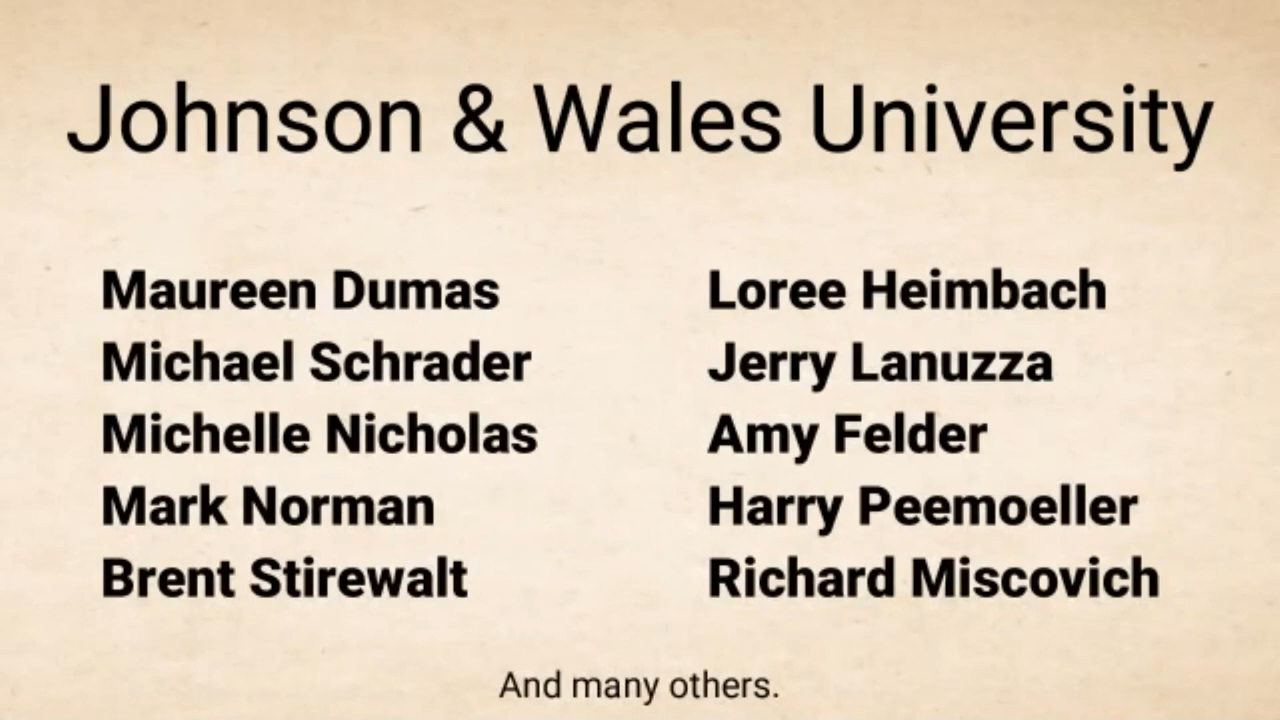 Johnson & Wales University
Maureen Dumas
Michael Schrader
Michelle Nicholas
Mark Norman
Brent Stirewalt
Loree Heimbach
Jerry Lanuzza
Amy Felder
Harry Peemoeller
Richard Miscovich
And many others.